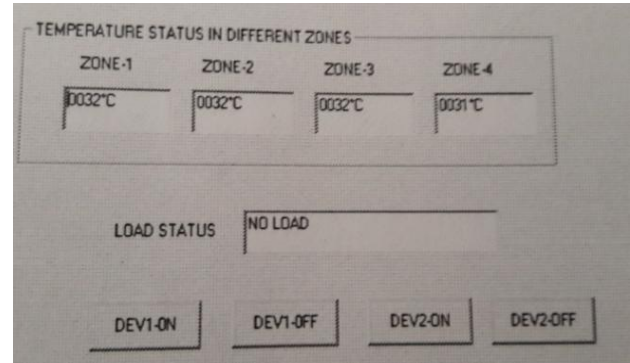 TEMPERATURE STATUS IN DIFFERENT ZONES
ZONE-1 ZONE-2 ZONE-3 ZONE-4
0032°C 0032°C 0032°C 0031°C
LOAD STATUS NO LOAD
DEV1-ON DEV1-OFF DEV2-ON DEV2-OFF